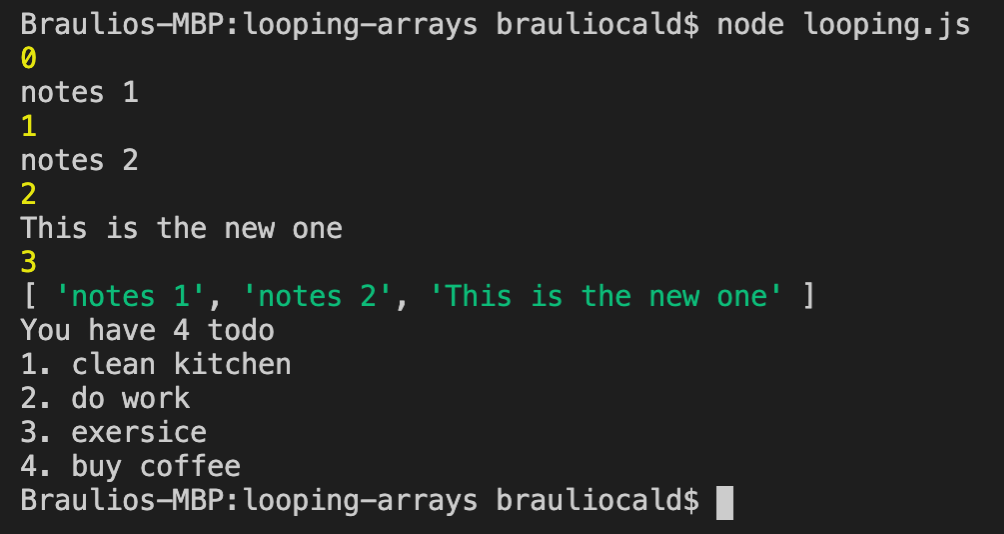 Braulios-MBP:looping-arrays brauliocald$ node looping.js
0
notes 1
1
notes 2
2
This is the new one
3
[ 'notes 1', 'notes 2', 'This is the new one' ]
You have 4 todo
1. clean kitchen
2. do work
3. exersice
4. buy coffee
Braulios-MBP:looping-arrays brauliocald$